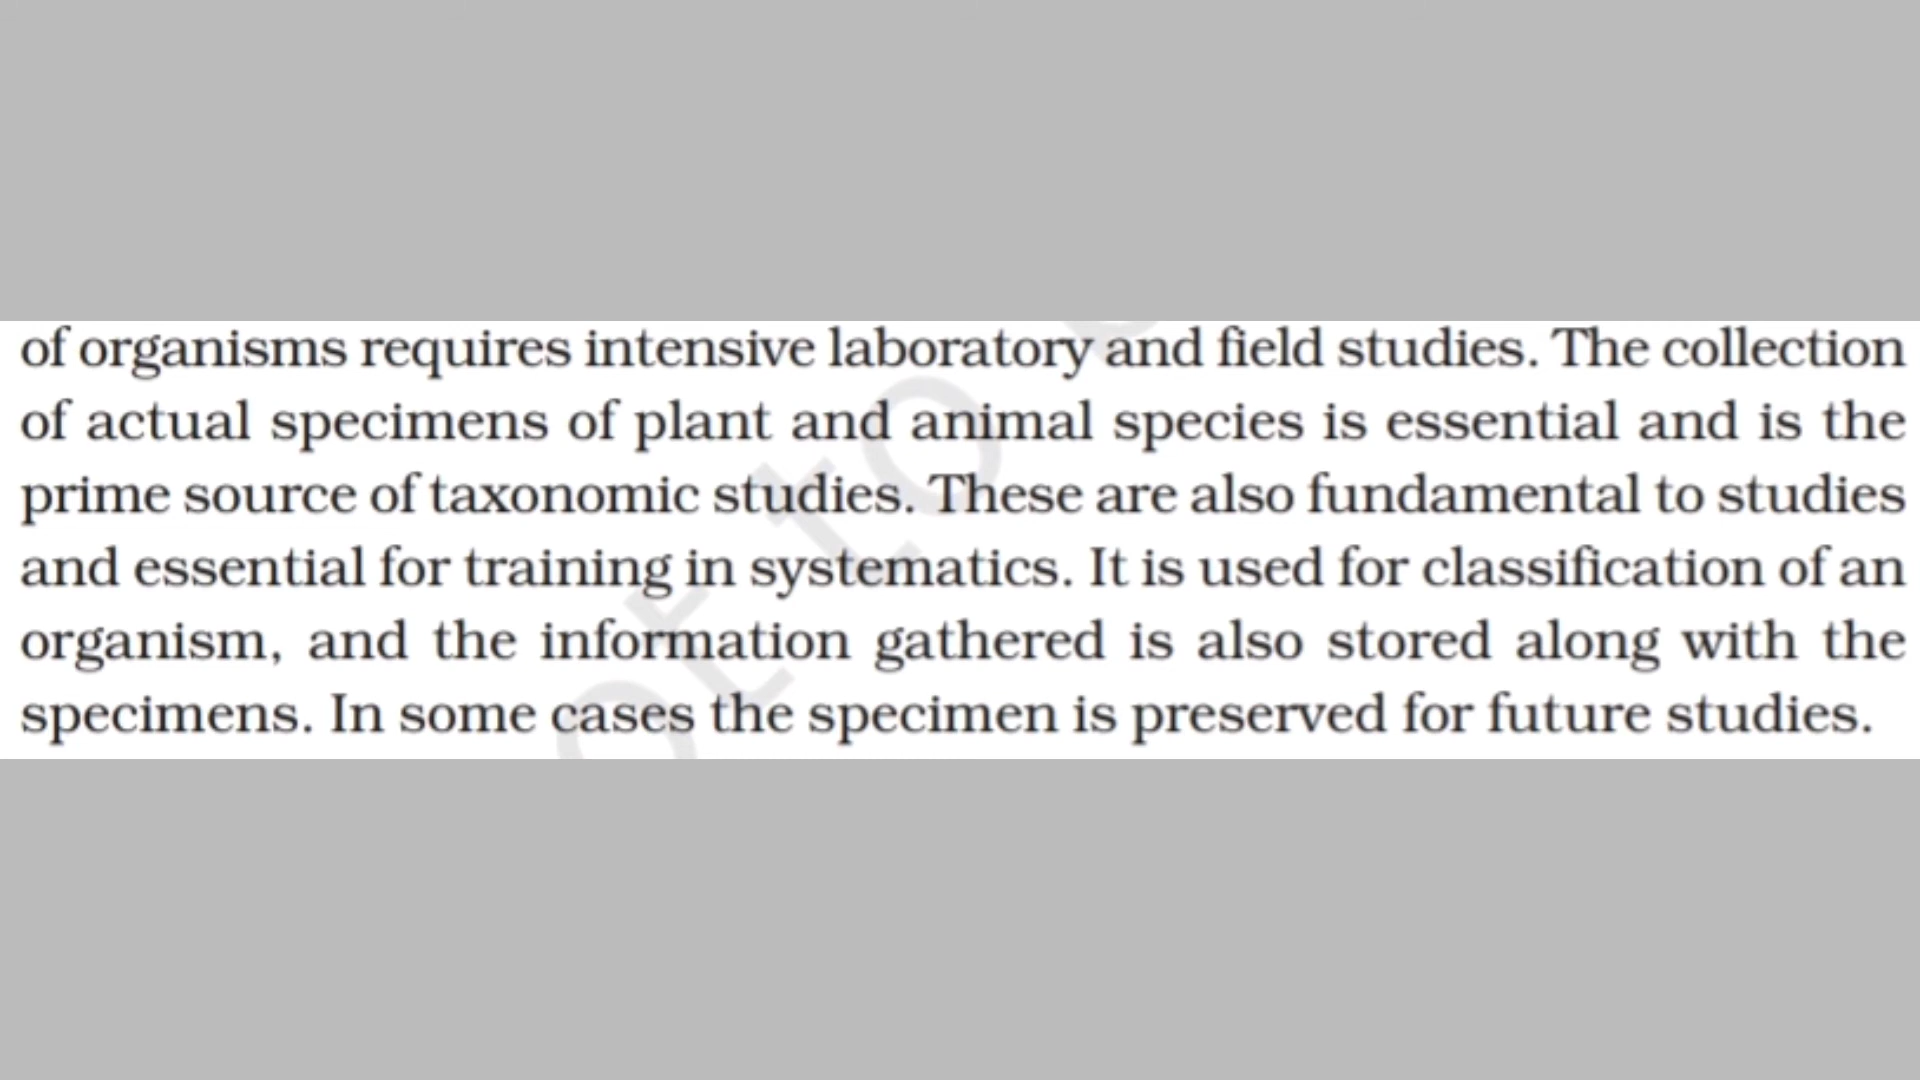 of organisms requires intensive laboratory and field studies. The collection
of actual specimens of plant and animal species is essential and is the
prime source of taxonomic studies. These are also fundamental to studies
and essential for training in systematics. It is used for classification of an
organism, and the information gathered is also stored along with the
specimens. In some cases the specimen is preserved for future studies.